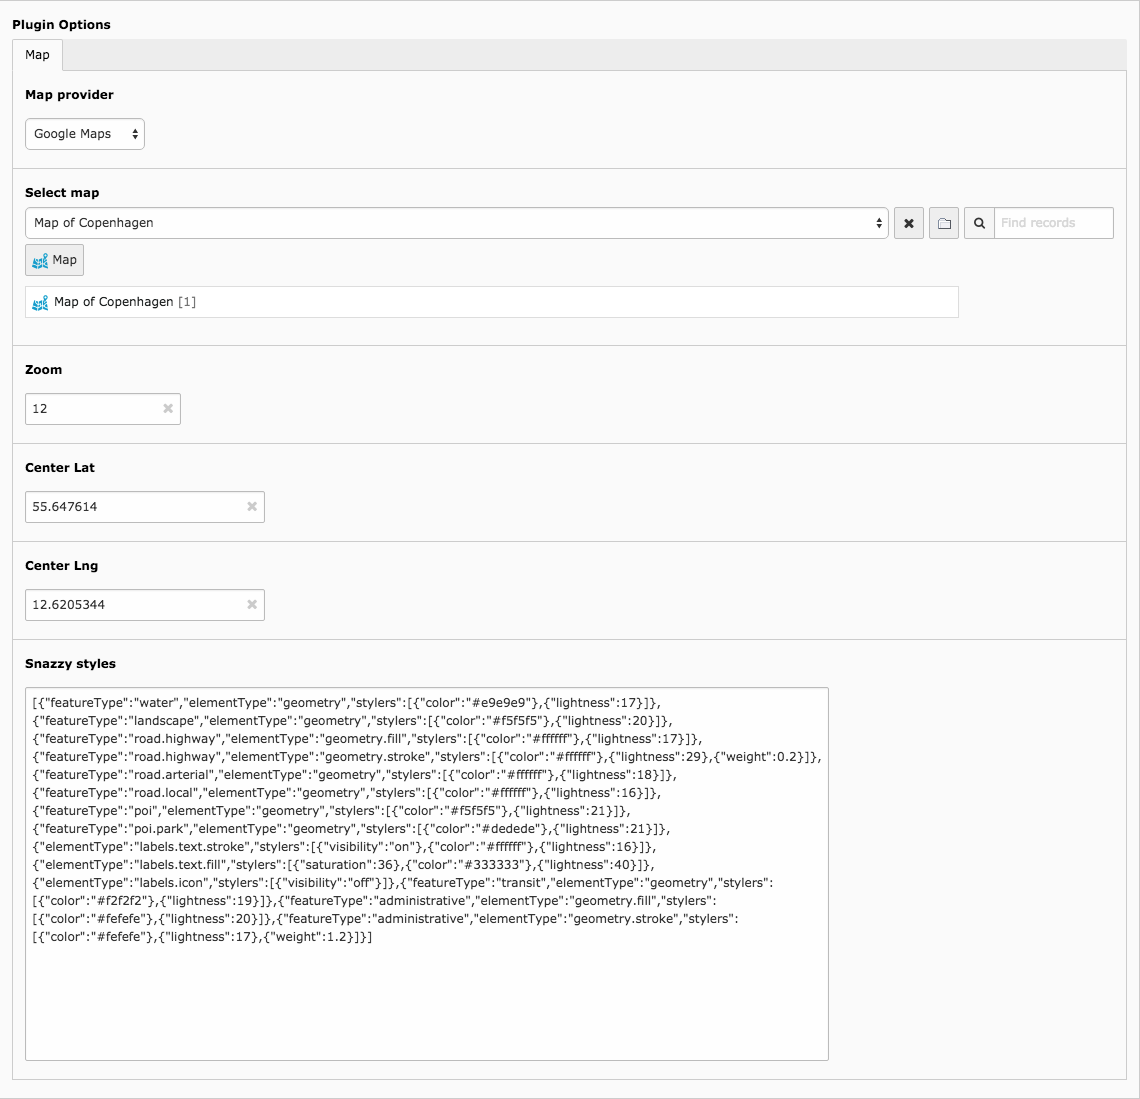 Plugin Options
Map
Map provider
Google Maps
Select map
Map of Copenhagen
Find records
Map
Map of Copenhagen [1]
Zoom
12
Center Lat
55.647614
Center Lng
12.6205344
Snazzy styles
[{"featureType":"water","elementType":"geometry","stylers":[{"color":"#e9e9e9"},{"lightness":17}]},
{"featureType":"landscape","elementType":"geometry","stylers":[{"color":"#f5f5f5"},{"lightness":20}]},
{"featureType":"road.highway","elementType":"geometry.fill","stylers":[{"color":"#ffffff"},{"lightness":17}]},
{"featureType":"road.highway","elementType":"geometry.stroke","stylers":[{"color":"#ffffff"},{"lightness":29},{"weight":0.2}]},
{"featureType":"road.arterial","elementType":"geometry","stylers":[{"color":"#ffffff"},{"lightness":18}]},
{"featureType":"road.local","elementType":"geometry","stylers":[{"color":"#ffffff"},{"lightness":16}]},
{"featureType":"poi","elementType":"geometry","stylers":[{"color":"#f5f5f5"},{"lightness":21}]},
{"featureType":"poi.park","elementType":"geometry","stylers":[{"color":"#dedede"},{"lightness":21}]},
{"elementType":"labels.text.stroke","stylers":[{"visibility":"on"},{"color":"#ffffff"},{"lightness":16}]},
{"elementType":"labels.text.fill","stylers":[{"saturation":36},{"color":"#333333"},{"lightness":40}]},
{"elementType":"labels.icon","stylers":[{"visibility":"off"}]},{"featureType":"transit","elementType":"geometry","stylers":
[{"color":"#f2f2f2"},{"lightness":19}]},{"featureType":"administrative","elementType":"geometry.fill","stylers":
[{"color":"#fefefe"},{"lightness":20}]},{"featureType":"administrative","elementType":"geometry.stroke","stylers":
[{"color":"#fefefe"},{"lightness":17},{"weight":1.2}]}]